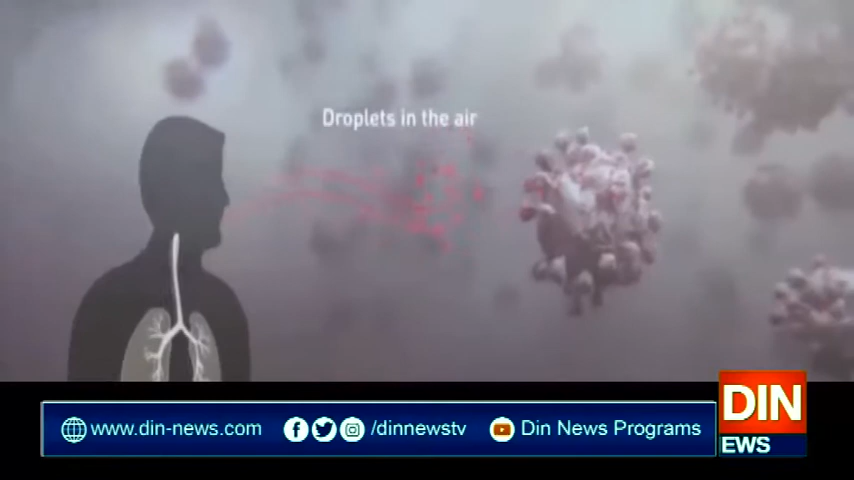 Droplets in the air
www.din-news.com
/dinnewstv
Din News Programs
DIN
EWS